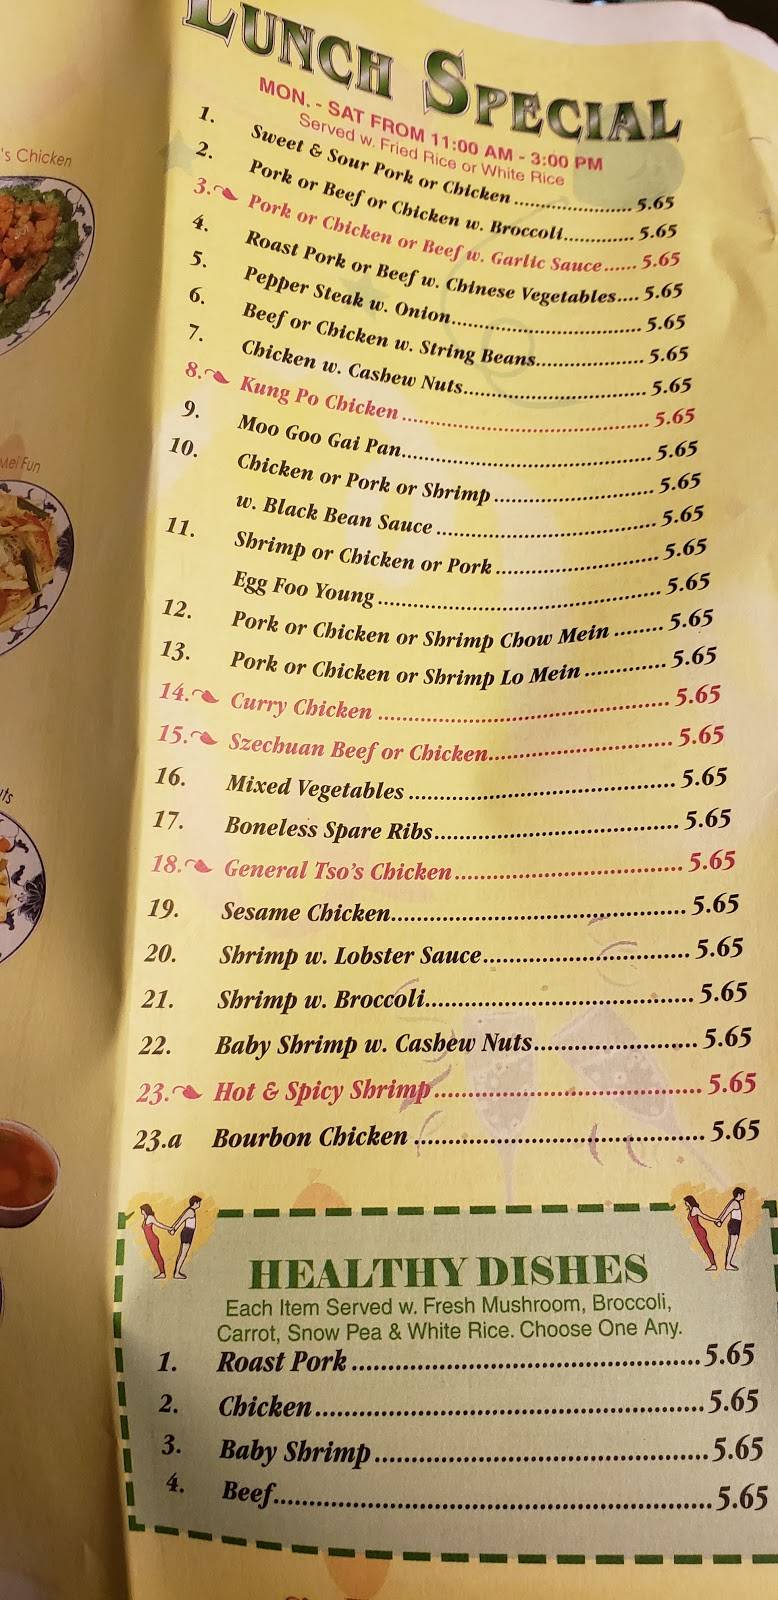 's Chicken
Mei Fun
LUNCH SPECIAL
MON. - SAT FROM 11:00 AM - 3:00 PM
Served w. Fried Rice or White Rice
1. Sweet & Sour Pork or Chicken ..................... 5.65
2. Pork or Beef or Chicken w. Broccoli............. 5.65
3. Pork or Chicken or Beef w. Garlic Sauce...... 5.65
4. Roast Pork or Beef w. Chinese Vegetables.... 5.65
5. Pepper Steak w. Onion................................. 5.65
6. Beef or Chicken w. String Beans................... 5.65
7. Chicken w. Cashew Nuts................................ 5.65
8. Kung Po Chicken .......................................... 5.65
9. Moo Goo Gai Pan........................................... 5.65
10. Chicken or Pork or Shrimp ........................... 5.65
w. Black Bean Sauce ...................................... 5.65
11. Shrimp or Chicken or Pork ........................... 5.65
Egg Foo Young ................................................ 5.65
12. Pork or Chicken or Shrimp Chow Mein ........ 5.65
13. Pork or Chicken or Shrimp Lo Mein ............. 5.65
14. Curry Chicken ................................................ 5.65
15. Szechuan Beef or Chicken.............................. 5.65
16. Mixed Vegetables ............................................ 5.65
17. Boneless Spare Ribs........................................ 5.65
18. General Tso's Chicken ..................................... 5.65
19. Sesame Chicken................................................ 5.65
20. Shrimp w. Lobster Sauce.................................. 5.65
21. Shrimp w. Broccoli........................................... 5.65
22. Baby Shrimp w. Cashew Nuts.......................... 5.65
23. Hot & Spicy Shrimp .......................................... 5.65
23.a Bourbon Chicken ............................................. 5.65
HEALTHY DISHES
Each Item Served w. Fresh Mushroom, Broccoli,
Carrot, Snow Pea & White Rice. Choose One Any.
1. Roast Pork ....................................................... 5.65
2. Chicken............................................................. 5.65
3. Baby Shrimp .................................................... 5.65
4. Beef.................................................................... 5.65